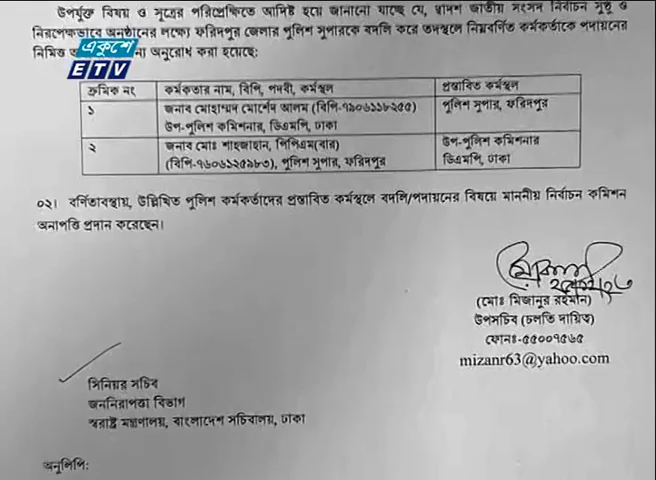 উপর্যুক্ত বিষয় ও সূত্রের পরিপ্রেক্ষিতে আদিষ্ট হয়ে জানানো যাচ্ছে যে, দ্বাদশ জাতীয় সংসদ নির্বাচন সুষ্ঠু ও
নিরপেক্ষভাবে অনুষ্ঠানের লক্ষ্যে ফরিদপুর জেলার পুলিশ সুপারকে বদলি করে তদস্থলে নিম্নবর্ণিত কর্মকর্তাকে পদায়নের
নিমিত্ত অনুরোধ করা হয়েছে:
একুশে
ETV
ক্রমিক নং কর্মকতার নাম, বিপি, পদবী, কর্মস্থল প্রস্তাবিত কর্মস্থল
১ জনাব মোহাম্মদ মোর্শেদ আলম (বিপি-৭৯০৬১১৮২৫৫) পুলিশ সুপার, ফরিদপুর
উপ-পুলিশ কমিশনার, ডিএমপি, ঢাকা
২ জনাব মোঃ শাহজাহান, পিপিএম(বার) উপ-পুলিশ কমিশনার
(বিপি-৭৬০৬১২৫৯৮৩), পুলিশ সুপার, ফরিদপুর ডিএমপি, ঢাকা
০২। বর্ণিতাবস্থায়, উল্লিখিত পুলিশ কর্মকর্তাদের প্রস্তাবিত কর্মস্থলে বদলি/পদায়নের বিষয়ে মাননীয় নির্বাচন কমিশন
অনাপত্তি প্রদান করেছেন।
(মোঃ মিজানুর রহমান)
উপসচিব (চলতি দায়িত্ব)
ফোনঃ-৫৫০০৭৫৬৫
mizanr63@yahoo.com
সিনিয়র সচিব
জননিরাপত্তা বিভাগ
স্বরাষ্ট্র মন্ত্রণালয়, বাংলাদেশ সচিবালয়, ঢাকা
অনুলিপি: